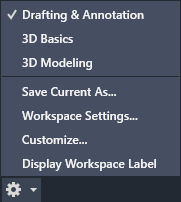 Drafting & Annotation
3D Basics
3D Modeling
Save Current As...
Workspace Settings...
Customize...
Display Workspace Label